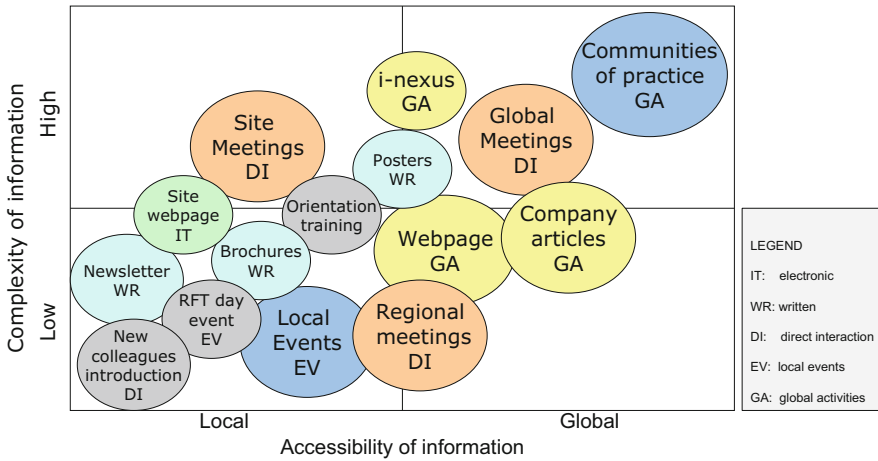 Complexity of information
High
Low
Communities
of practice
GA
i-nexus
GA
Site
Meetings
DI
Global
Meetings
DI
Posters
WR
Site
webpage
IT
Orientation
training
Company
articles
GA
Webpage
GA
Brochures
WR
Newsletter
WR
RFT day
event
EV
Local
Events
EV
Regional
meetings
DI
New
colleagues
introduction
DI
Local
Global
Accessibility of information
LEGEND
IT: electronic
WR: written
DI: direct interaction
EV: local events
GA: global activities